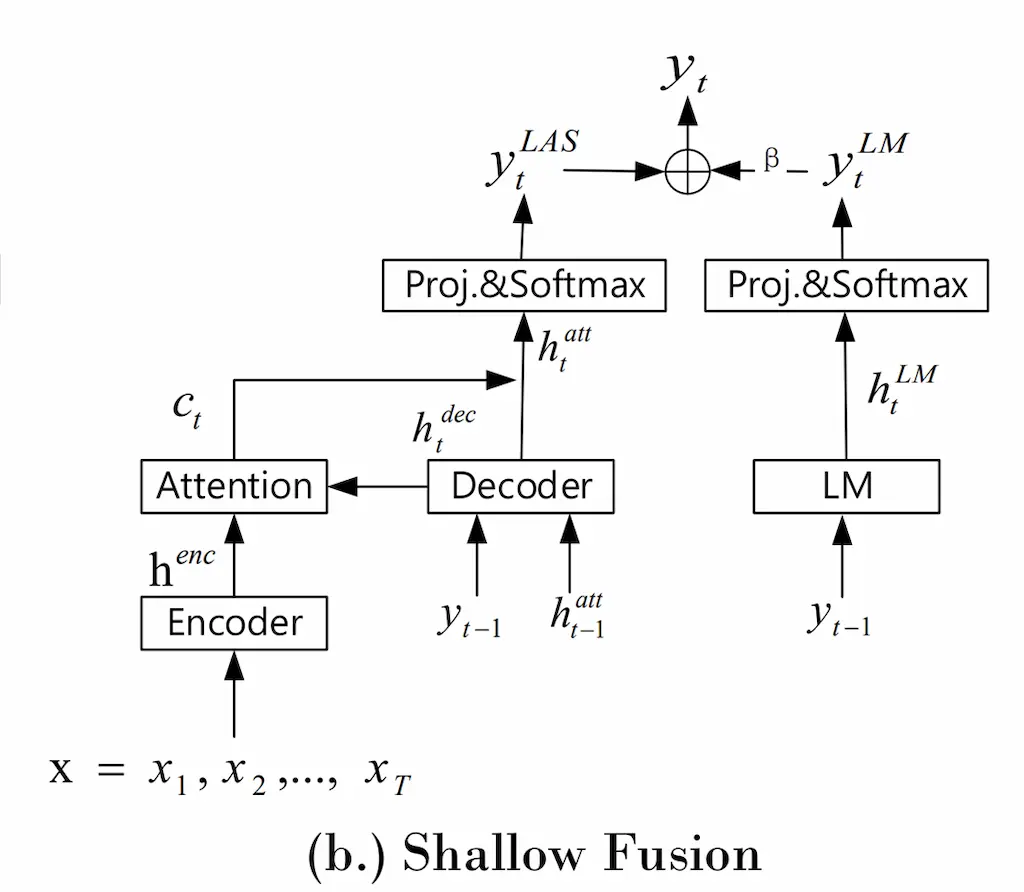 y_t
y_t^{LAS} β y_t^{LM}
Proj.&Softmax Proj.&Softmax
h_t^{att}
c_t h_t^{dec} h_t^{LM}
Attention Decoder LM
h^{enc}
Encoder y_{t-1} h_{t-1}^{att} y_{t-1}
x = x_1, x_2,..., x_T
(b.) Shallow Fusion